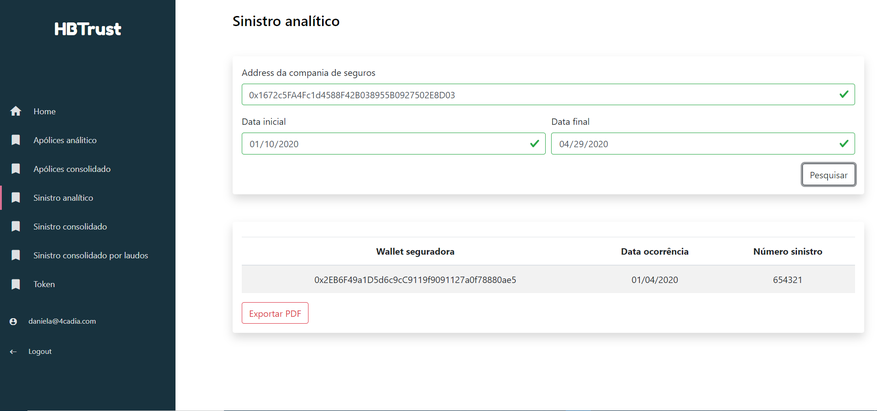 HBTrust
Home
Apólices análitico
Apólices consolidado
Sinistro analítico
Sinistro consolidado
Sinistro consolidado por laudos
Token
daniela@4cadia.com
Logout
Sinistro analítico
Address da compania de seguros
0x1672c5FA4Fc1d4588F42B038955B0927502E8D03
Data inicial Data final
01/10/2020 04/29/2020
Pesquisar
Wallet seguradora Data ocorrência Número sinistro
0x2EB6F49a1D5d6c9cC9119f9091127a0f78880ae5 01/04/2020 654321
Exportar PDF